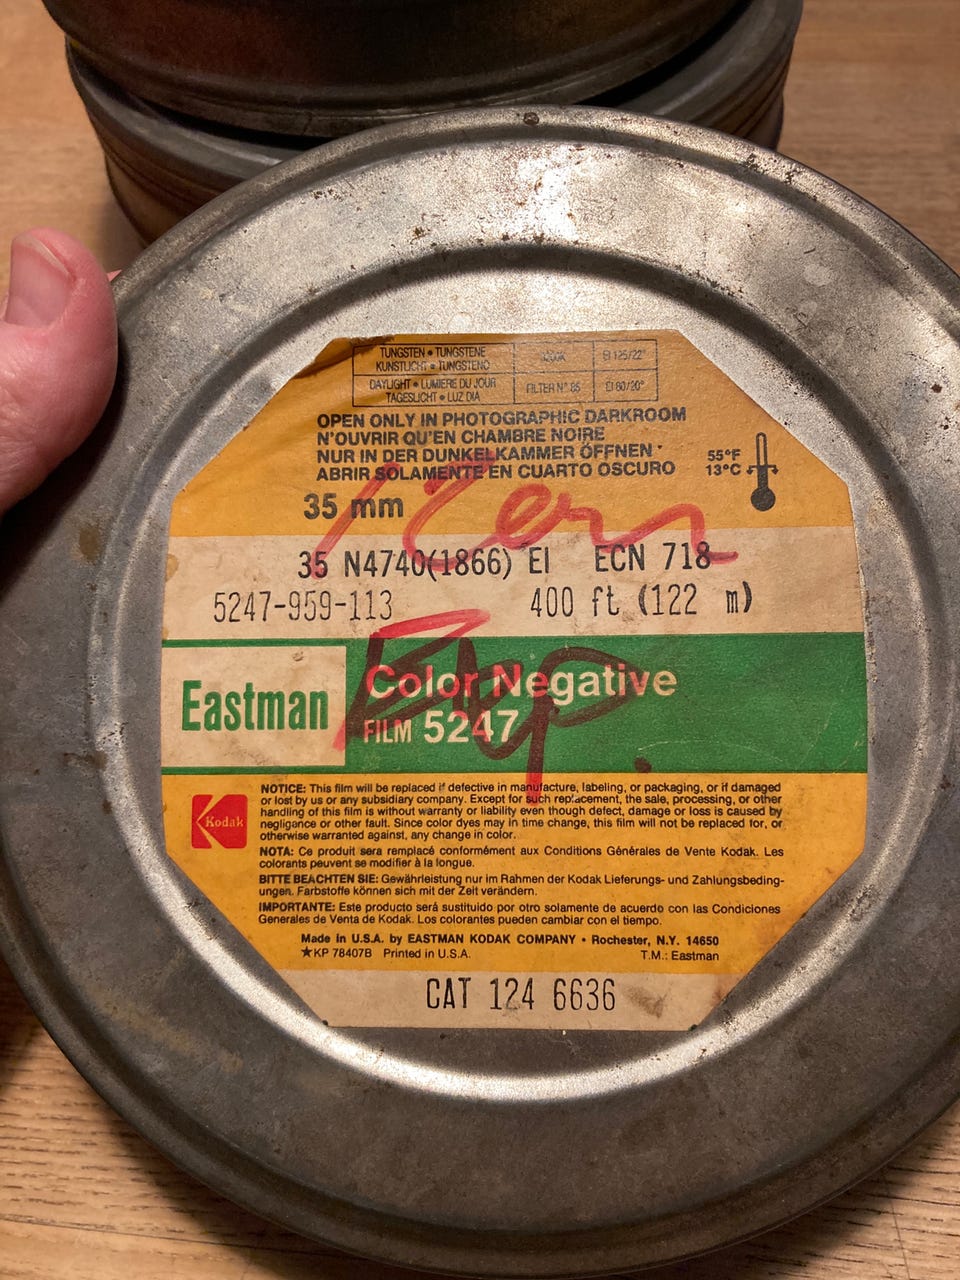 TUNGSTEN • TUNGSTENE
KUNSTLICHT • TUNGSTENO
3200K
EI 125/22°
DAYLIGHT • LUMIERE DU JOUR
TAGESLICHT • LUZ DIA
FILTER N° 85
EI 80/20°
OPEN ONLY IN PHOTOGRAPHIC DARKROOM
N'OUVRIR QU'EN CHAMBRE NOIRE
NUR IN DER DUNKELKAMMER ÖFFNEN
ABRIR SOLAMENTE EN CUARTO OSCURO
55°F
13°C
35 mm
35 N4740(1866) EI ECN 718
5247-959-113 400 ft (122 m)
Eastman
Color Negative
FILM 5247
Exp.
Kodak
NOTICE: This film will be replaced if defective in manufacture, labeling, or packaging, or if damaged
or lost by us or any subsidiary company. Except for such replacement, the sale, processing, or other
handling of this film is without warranty or liability even though defect, damage or loss is caused by
negligence or other fault. Since color dyes may in time change, this film will not be replaced for, or
otherwise warranted against, any change in color.
NOTA: Ce produit sera remplacé conformément aux Conditions Générales de Vente Kodak. Les
colorants peuvent se modifier à la longue.
BITTE BEACHTEN SIE: Gewährleistung nur im Rahmen der Kodak Lieferungs- und Zahlungsbeding-
ungen. Farbstoffe können sich mit der Zeit verändern.
IMPORTANTE: Este producto será sustituido por otro solamente de acuerdo con las Condiciones
Generales de Venta de Kodak. Los colorantes pueden cambiar con el tiempo.
Made in U.S.A. by EASTMAN KODAK COMPANY • Rochester, N.Y. 14650
★KP 78407B Printed in U.S.A. T.M.: Eastman
CAT 124 6636